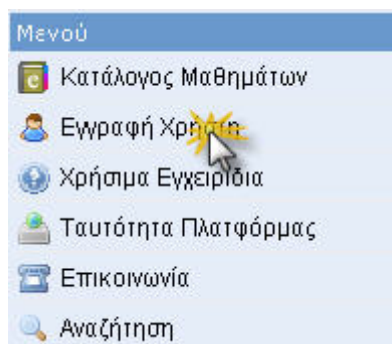 Μενού
Κατάλογος Μαθημάτων
Εγγραφή Χρήστη
Χρήσιμα Εγχειρίδια
Ταυτότητα Πλατφόρμας
Επικοινωνία
Αναζήτηση